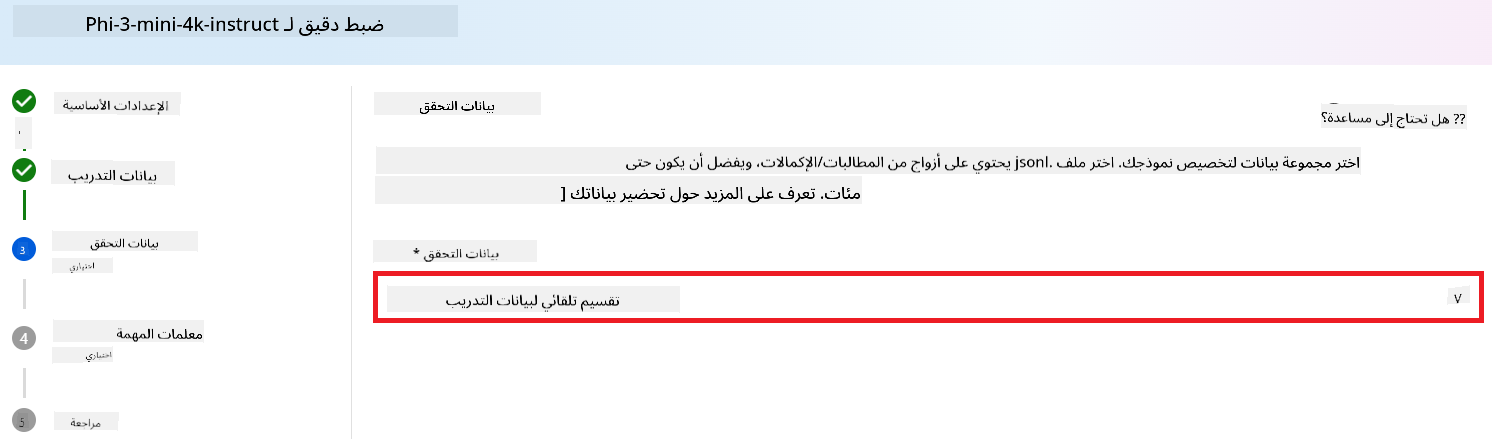 ضبط دقيق لـ Phi-3-mini-4k-instruct
الإعدادات الأساسية
بيانات التدريب
3
بيانات التحقق
اختياري
4
معلمات المهمة
اختياري
5
مراجعة
بيانات التحقق
?? هل تحتاج إلى مساعدة؟
اختر مجموعة بيانات لتخصيص نموذجك. اختر ملف .jsonl يحتوي على أزواج من المطالبات/الإكمالات، ويفضل أن يكون حتى
مئات. تعرف على المزيد حول تحضير بياناتك [
بيانات التحقق *
تقسيم تلقائي لبيانات التدريب